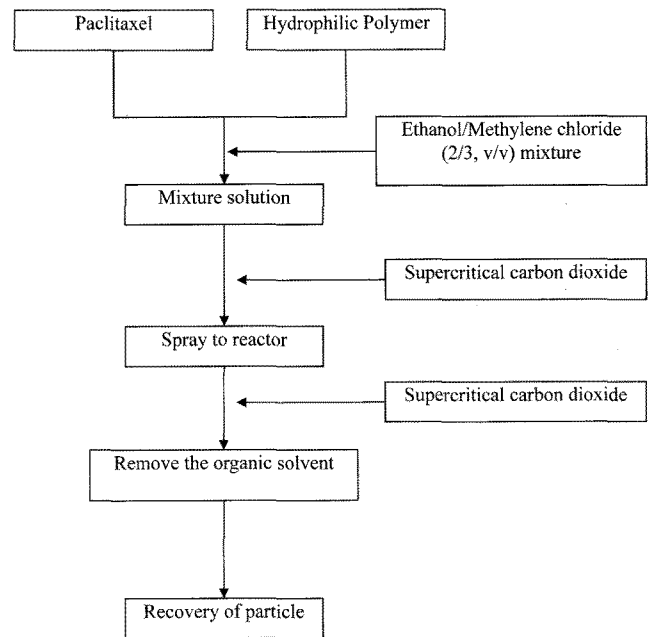 Paclitaxel
Hydrophilic Polymer
Ethanol/Methylene chloride
(2/3, v/v) mixture
Mixture solution
Supercritical carbon dioxide
Spray to reactor
Supercritical carbon dioxide
Remove the organic solvent
Recovery of particle